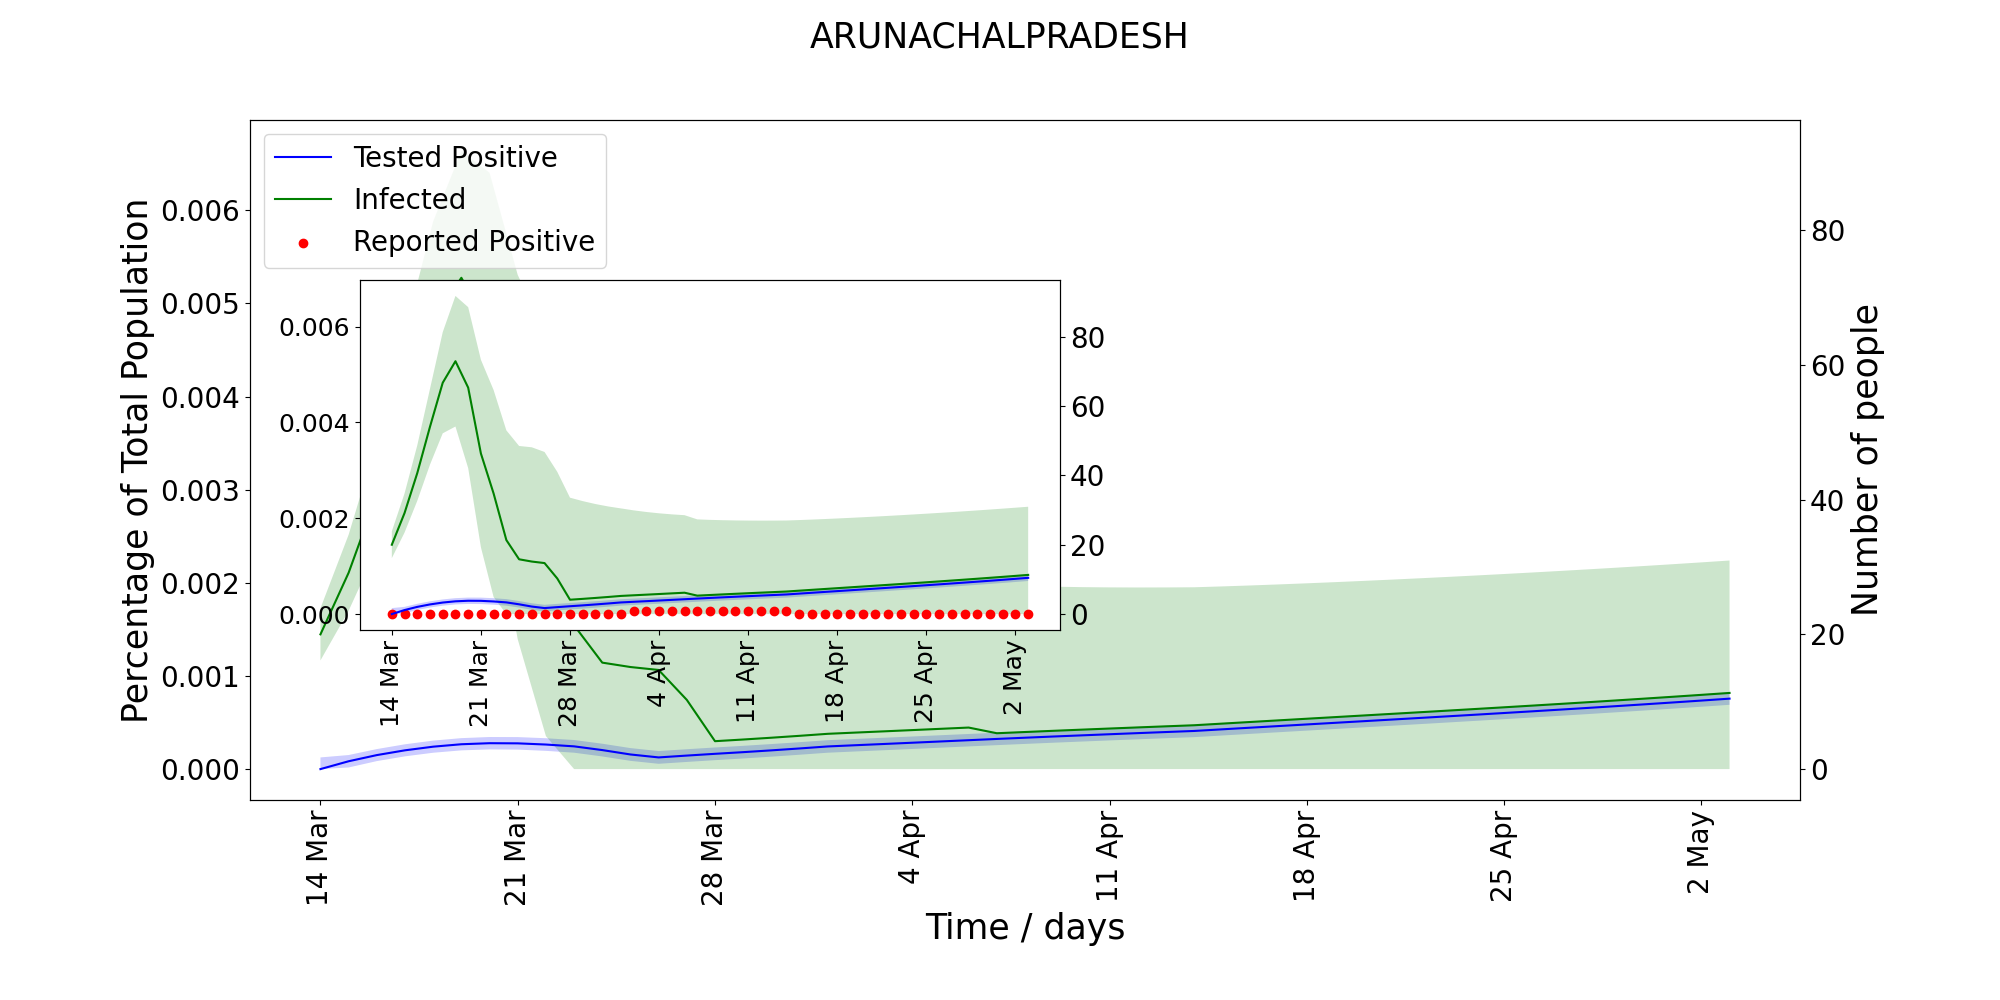 ARUNACHALPRADESH
Tested Positive
Infected
Reported Positive
Percentage of Total Population
0.006
0.005
0.004
0.003
0.002
0.001
0.000
0.006
0.004
0.002
0.000
80
60
40
20
0
14 Mar
21 Mar
28 Mar
4 Apr
11 Apr
18 Apr
25 Apr
2 May
80
60
40
20
0
Number of people
14 Mar
21 Mar
28 Mar
4 Apr
11 Apr
18 Apr
25 Apr
2 May
Time / days